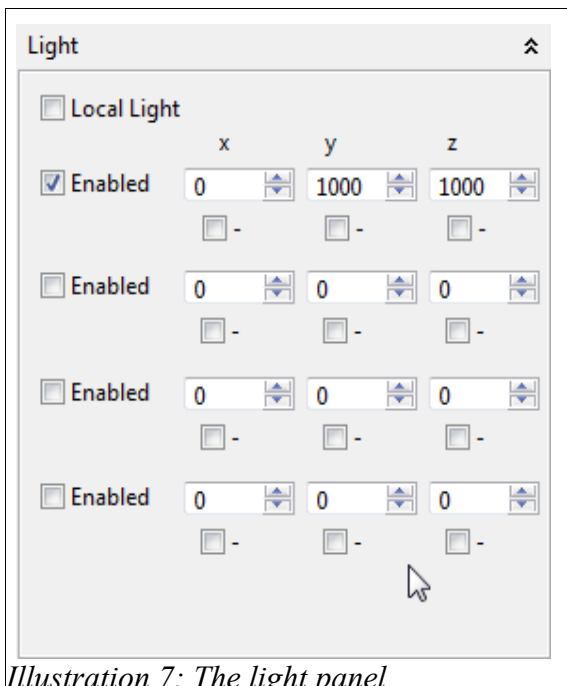 Light
Local Light
x y z
Enabled 0 1000 1000
- - -
Enabled 0 0 0
- - -
Enabled 0 0 0
- - -
Enabled 0 0 0
- - -
Illustration 7: The light panel